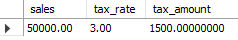 sales tax_rate tax_amount
50000.00 3.00 1500.00000000